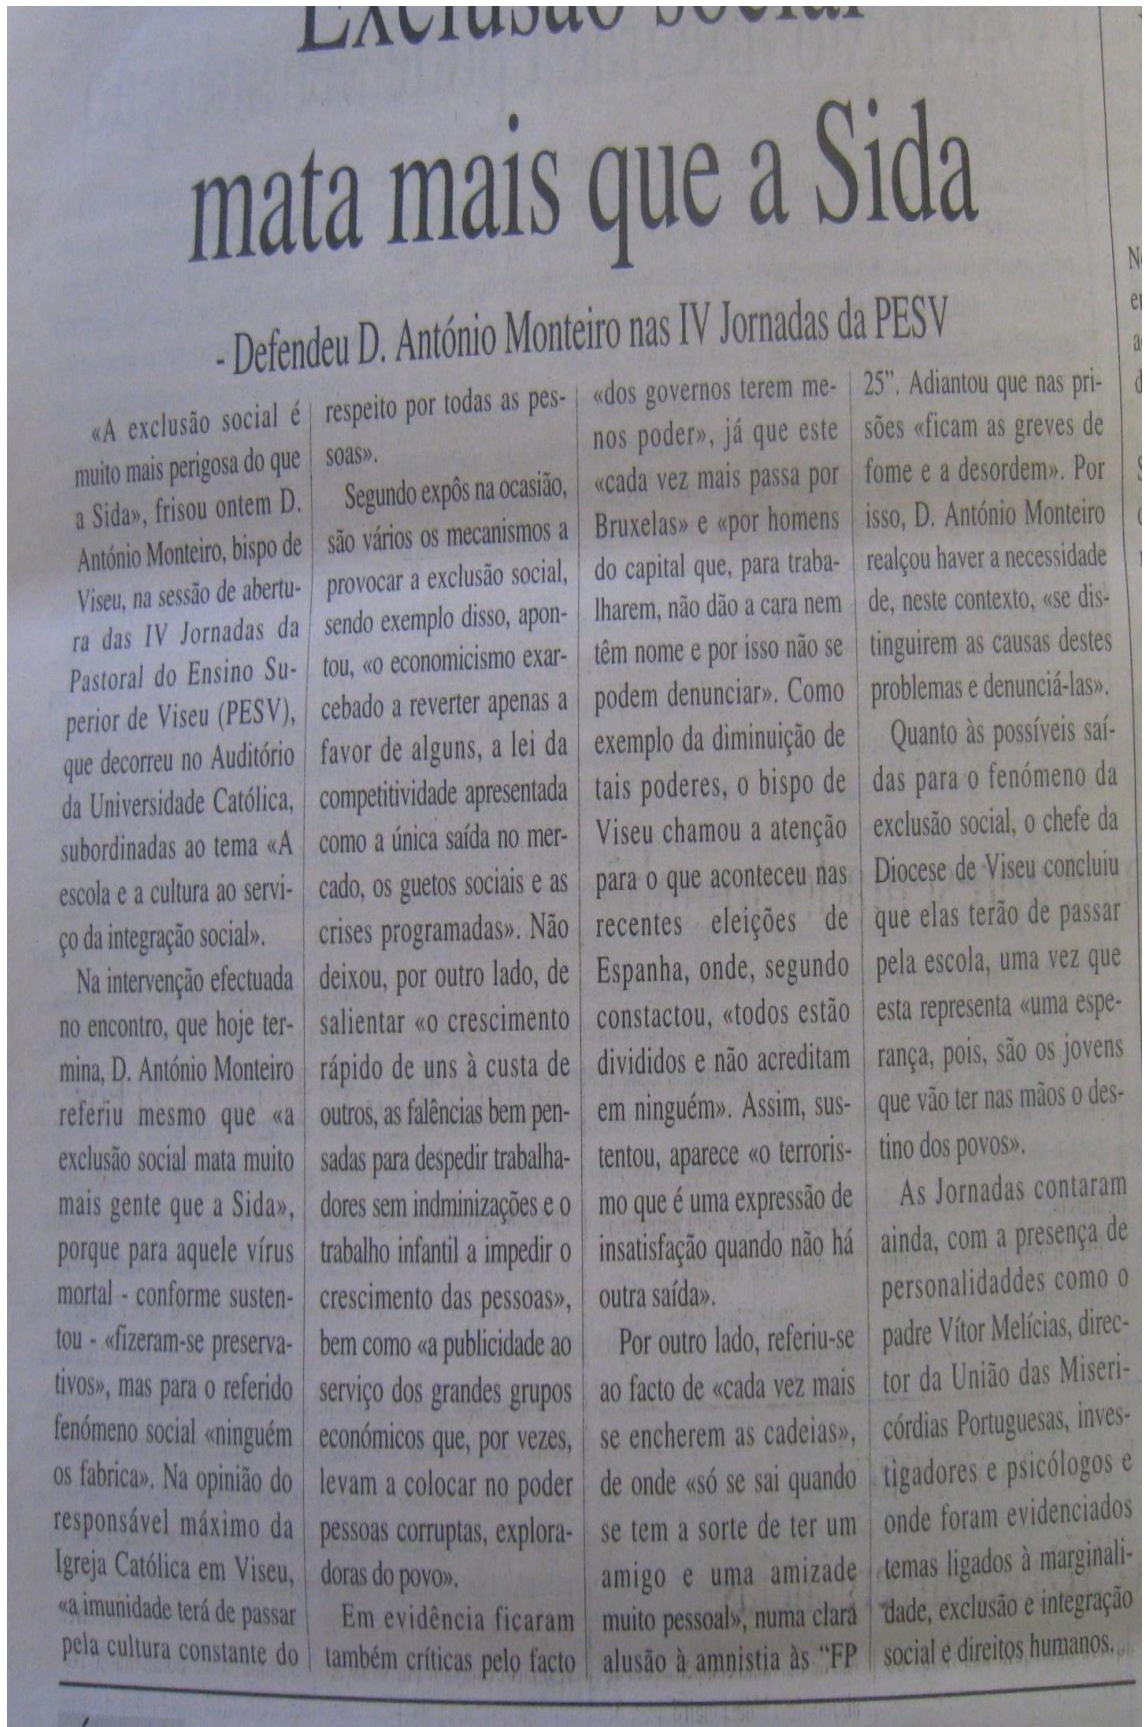 Exclusão social
mata mais que a Sida
- Defendeu D. António Monteiro nas IV Jornadas da PESV
«A exclusão social é
muito mais perigosa do que
a Sida», frisou ontem D.
António Monteiro, bispo de
Viseu, na sessão de abertu-
ra das IV Jornadas da
Pastoral do Ensino Su-
perior de Viseu (PESV),
que decorreu no Auditório
da Universidade Católica,
subordinadas ao tema «A
escola e a cultura ao servi-
ço da integração social».
Na intervenção efectuada
no encontro, que hoje ter-
mina, D. António Monteiro
referiu mesmo que «a
exclusão social mata muito
mais gente que a Sida»,
porque para aquele vírus
mortal - conforme susten-
tou - «fizeram-se preserva-
tivos», mas para o referido
fenómeno social «ninguém
os fabrica». Na opinião do
responsável máximo da
Igreja Católica em Viseu,
«a imunidade terá de passar
pela cultura constante do
respeito por todas as pes-
soas».
Segundo expôs na ocasião,
são vários os mecanismos a
provocar a exclusão social,
sendo exemplo disso, apon-
tou, «o economicismo exar-
cebado a reverter apenas a
favor de alguns, a lei da
competitividade apresentada
como a única saída no mer-
cado, os guetos sociais e as
crises programadas». Não
deixou, por outro lado, de
salientar «o crescimento
rápido de uns à custa de
outros, as falências bem pen-
sadas para despedir trabalha-
dores sem indminizações e o
trabalho infantil a impedir o
crescimento das pessoas»,
bem como «a publicidade ao
serviço dos grandes grupos
económicos que, por vezes,
levam a colocar no poder
pessoas corruptas, explora-
doras do povo».
Em evidência ficaram
também críticas pelo facto
«dos governos terem me-
nos poder», já que este
«cada vez mais passa por
Bruxelas» e «por homens
do capital que, para traba-
lharem, não dão a cara nem
têm nome e por isso não se
podem denunciar». Como
exemplo da diminuição de
tais poderes, o bispo de
Viseu chamou a atenção
para o que aconteceu nas
recentes eleições de
Espanha, onde, segundo
constactou, «todos estão
divididos e não acreditam
em ninguém». Assim, sus-
tentou, aparece «o terroris-
mo que é uma expressão de
insatisfação quando não há
outra saída».
Por outro lado, referiu-se
ao facto de «cada vez mais
se encherem as cadeias»,
de onde «só se sai quando
se tem a sorte de ter um
amigo e uma amizade
muito pessoal», numa clara
alusão à amnistia às “FP
25”. Adiantou que nas pri-
sões «ficam as greves de
fome e a desordem». Por
isso, D. António Monteiro
realçou haver a necessidade
de, neste contexto, «se dis-
tinguirem as causas destes
problemas e denunciá-las».
Quanto às possíveis saí-
das para o fenómeno da
exclusão social, o chefe da
Diocese de Viseu concluiu
que elas terão de passar
pela escola, uma vez que
esta representa «uma espe-
rança, pois, são os jovens
que vão ter nas mãos o des-
tino dos povos».
As Jornadas contaram
ainda, com a presença de
personalidaddes como o
padre Vítor Melícias, direc-
tor da União das Miseri-
córdias Portuguesas, inves-
tigadores e psicólogos e
onde foram evidenciados
temas ligados à marginali-
dade, exclusão e integração
social e direitos humanos.